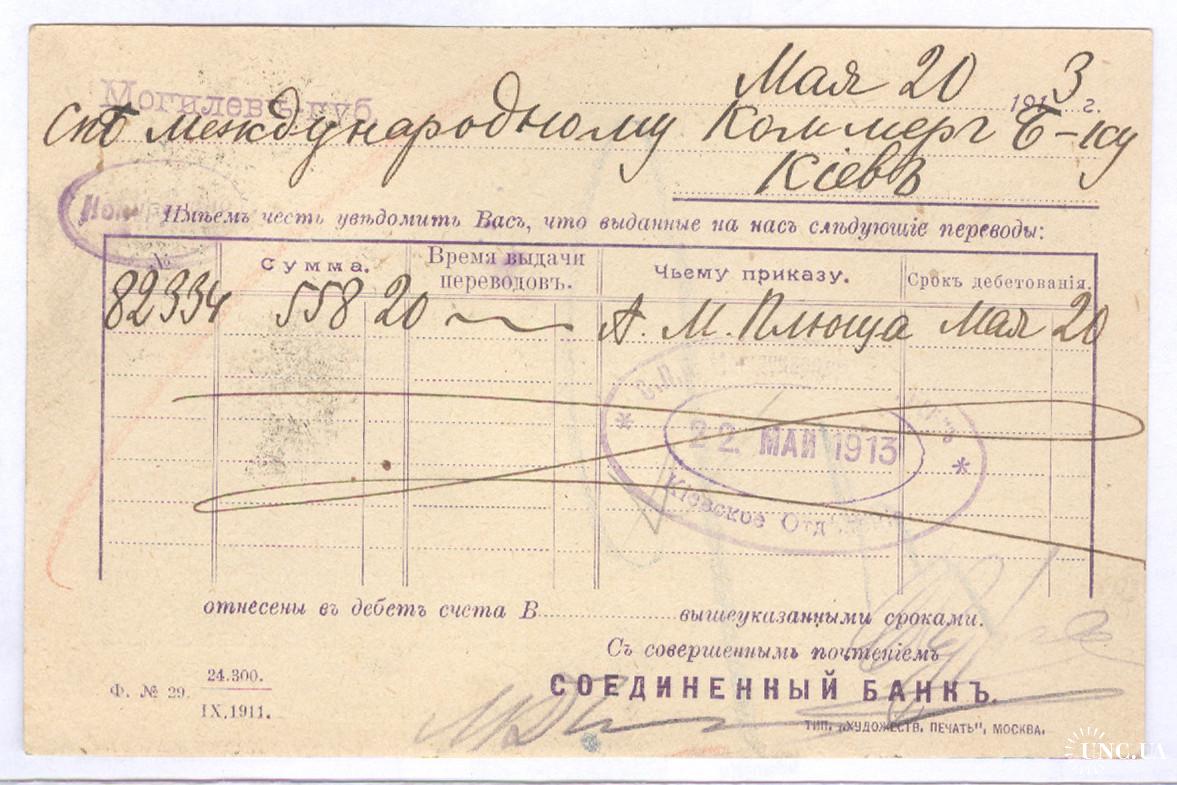 Мая 20 1913 г.
Могилевъ губ.
Спб Международному Коммерч Б-ку
Кіевъ
Имѣемъ честь увѣдомить Васъ, что выданные на насъ слѣдующіе переводы:
№ Сумма. Время выдачи переводовъ. Чьему приказу. Срокъ дебетованія.
82334 558 20 А. М. Плюща Мая 20
22 МАЙ 1913
Кіевское
отнесены въ дебетъ счета В вышеуказанными сроками.
Съ совершеннымъ почтеніемъ
СОЕДИНЕННЫЙ БАНКЪ.
Ф. № 29. 24.300.
IX,1911.
ТИП. „ХУДОЖЕСТВ. ПЕЧАТЬ", МОСКВА.
UNC.UA